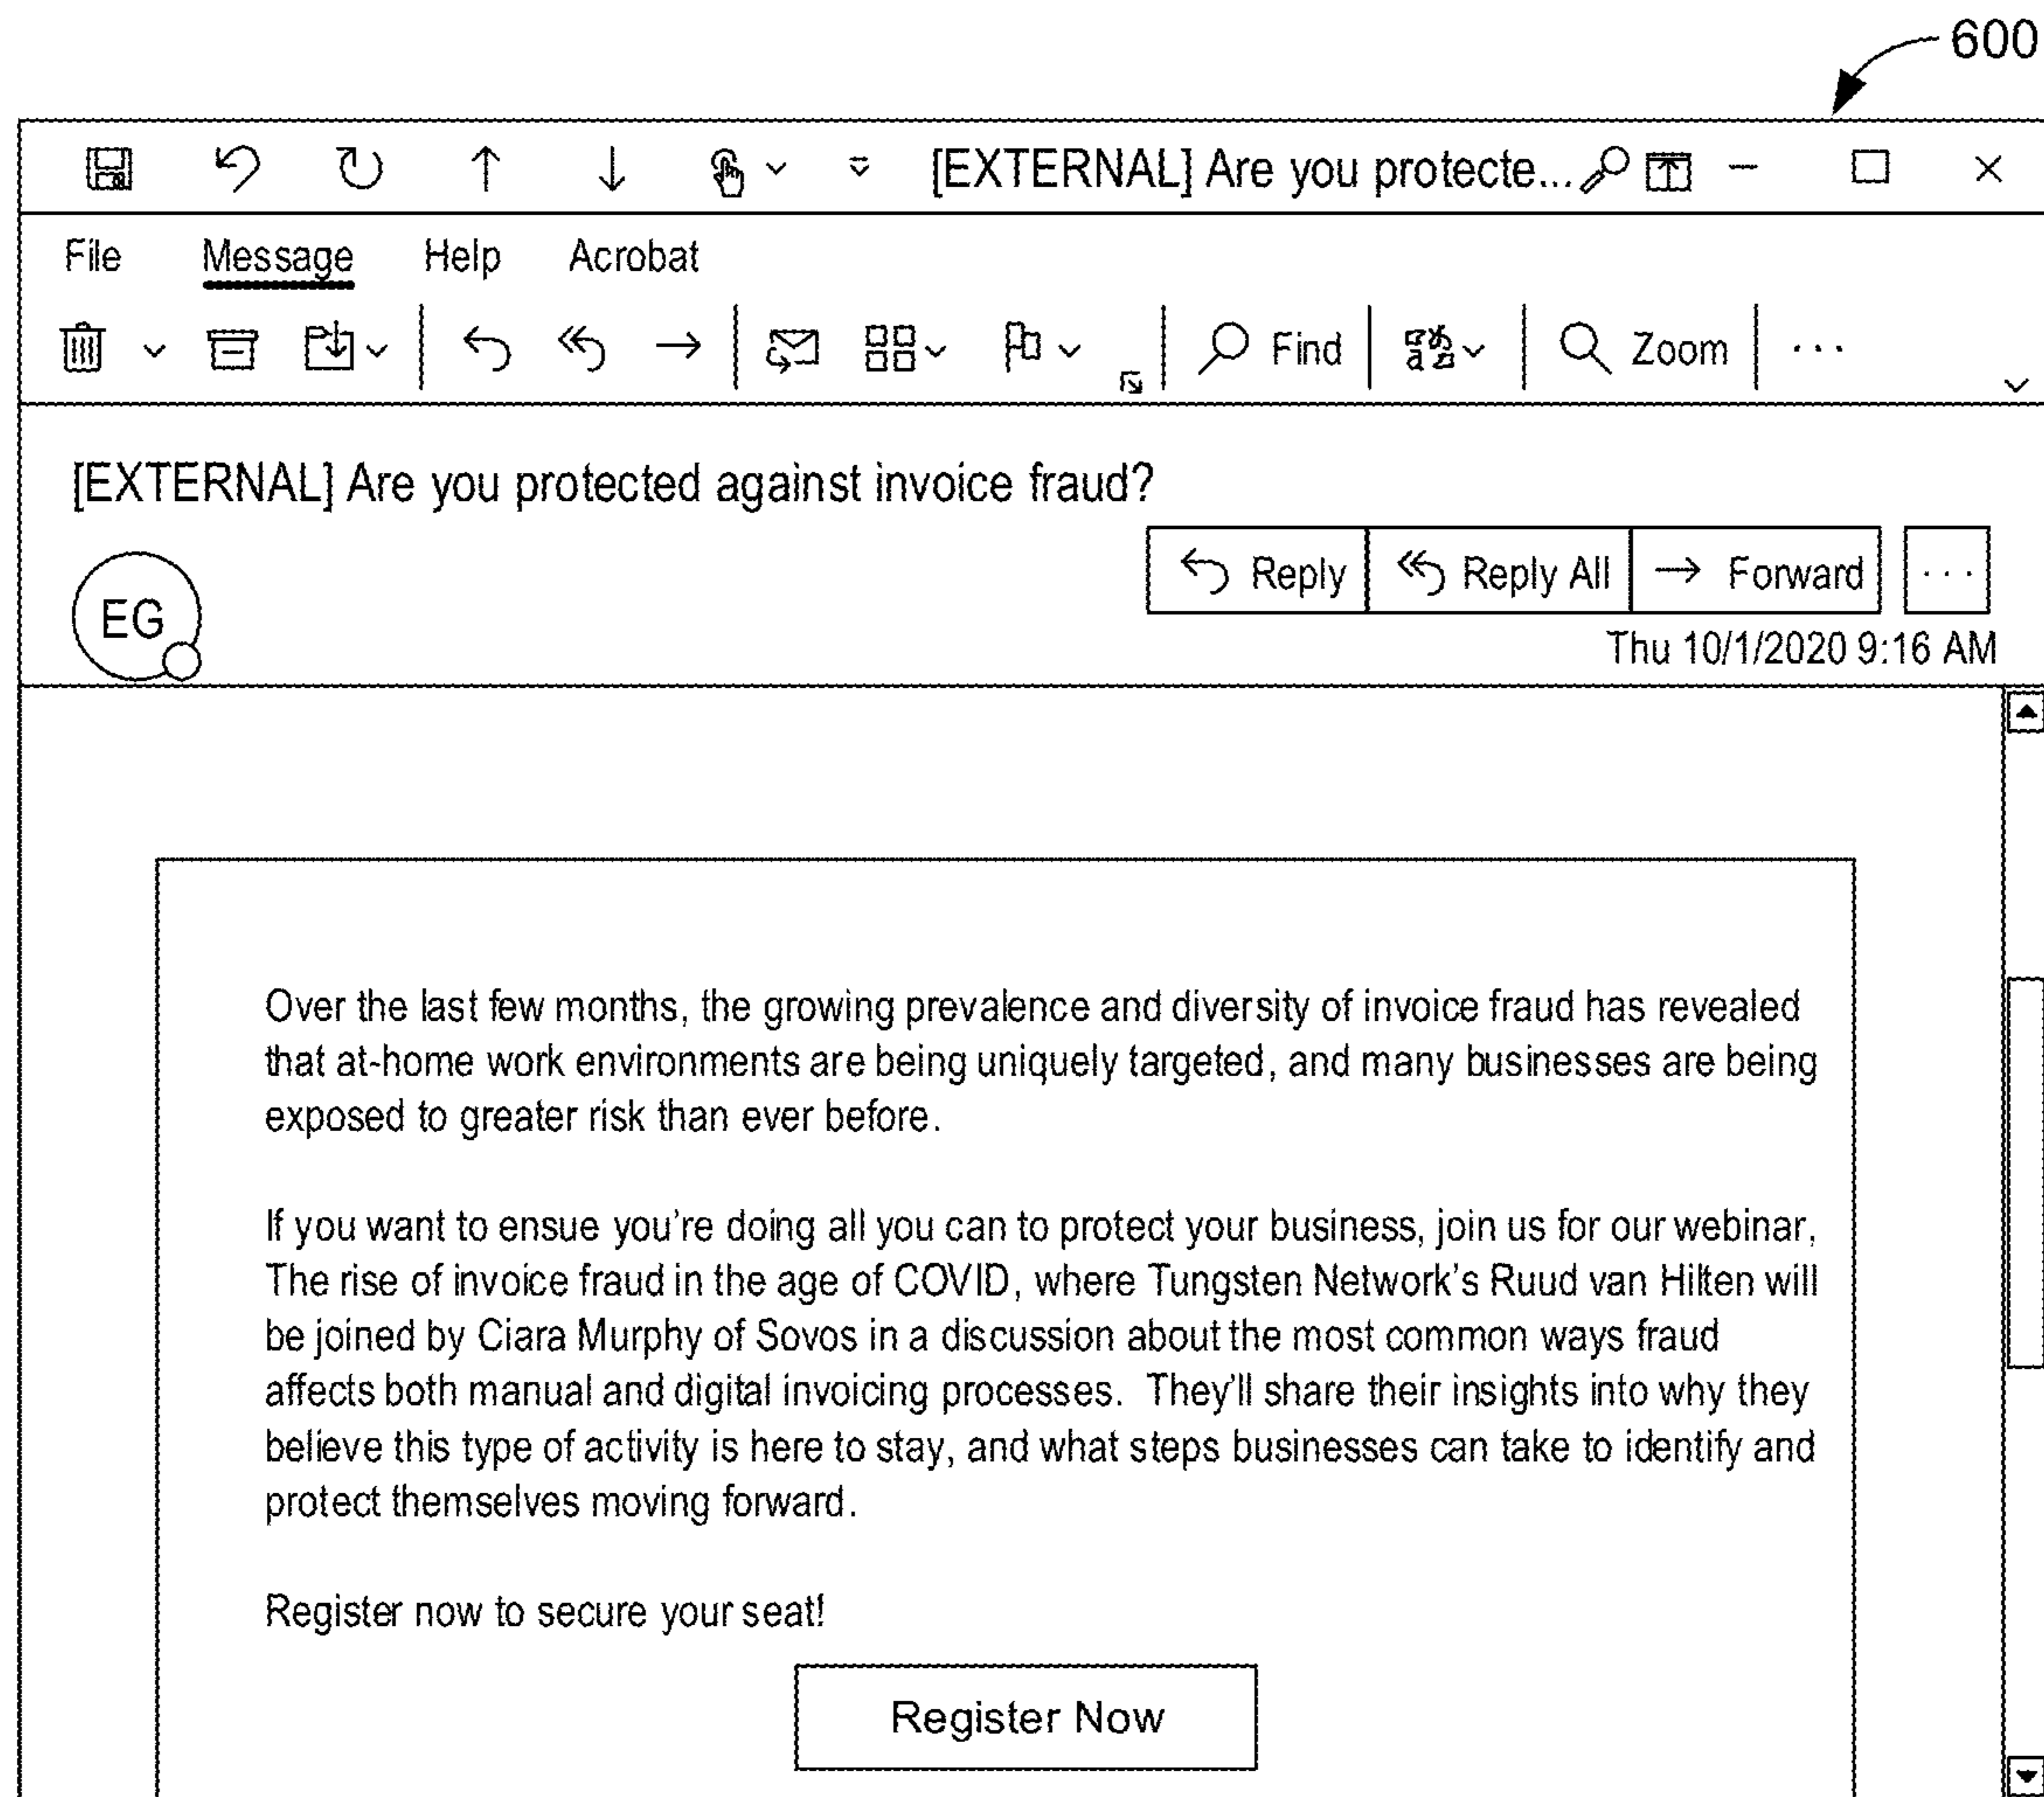 600
[EXTERNAL] Are you protecte...
File Message Help Acrobat
Find Zoom ...
[EXTERNAL] Are you protected against invoice fraud?
Reply Reply All Forward ...
EG
Thu 10/1/2020 9:16 AM
Over the last few months, the growing prevalence and diversity of invoice fraud has revealed
that at-home work environments are being uniquely targeted, and many businesses are being
exposed to greater risk than ever before.
If you want to ensue you're doing all you can to protect your business, join us for our webinar,
The rise of invoice fraud in the age of COVID, where Tungsten Network's Ruud van Hilten will
be joined by Ciara Murphy of Sovos in a discussion about the most common ways fraud
affects both manual and digital invoicing processes. They'll share their insights into why they
believe this type of activity is here to stay, and what steps businesses can take to identify and
protect themselves moving forward.
Register now to secure your seat!
Register Now